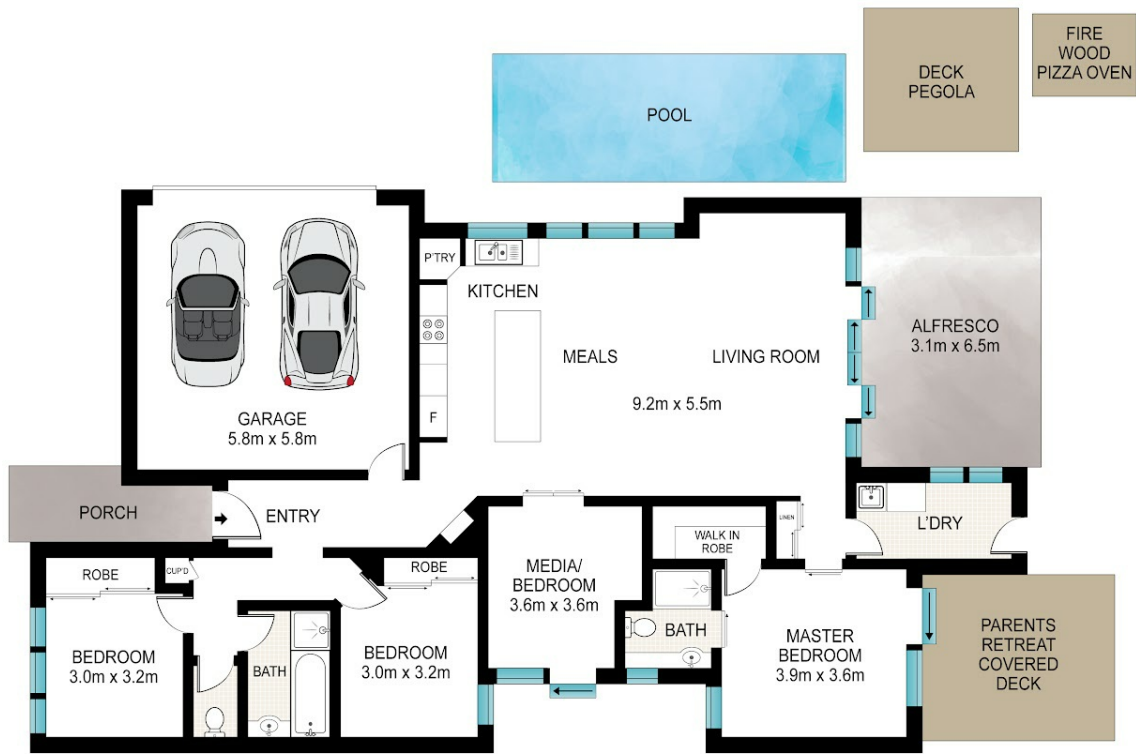 FIRE
WOOD
PIZZA OVEN
DECK
PEGOLA
POOL
P'TRY
KITCHEN
MEALS
LIVING ROOM
9.2m x 5.5m
ALFRESCO
3.1m x 6.5m
GARAGE
5.8m x 5.8m
F
PORCH
ENTRY
LINEN
L'DRY
WALK IN
ROBE
MEDIA/
BEDROOM
3.6m x 3.6m
ROBE
CUP'D
ROBE
BEDROOM
3.0m x 3.2m
BATH
BEDROOM
3.0m x 3.2m
BATH
MASTER
BEDROOM
3.9m x 3.6m
PARENTS
RETREAT
COVERED
DECK